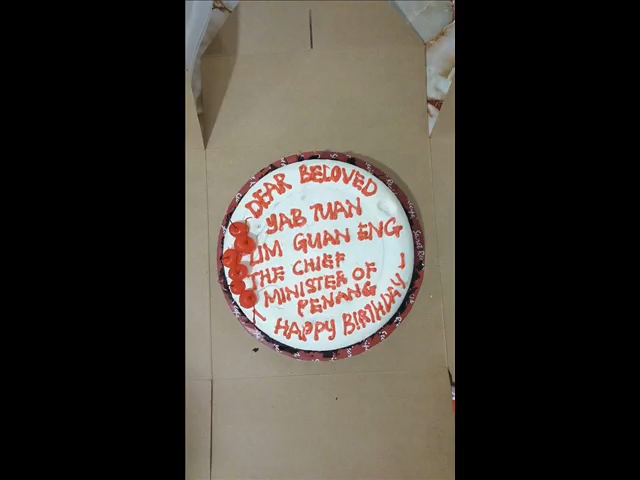 DEAR BELOVED
YAB TUAN
LIM GUAN ENG
THE CHIEF
MINISTER OF
PENANG
HAPPY BIRTHDAY